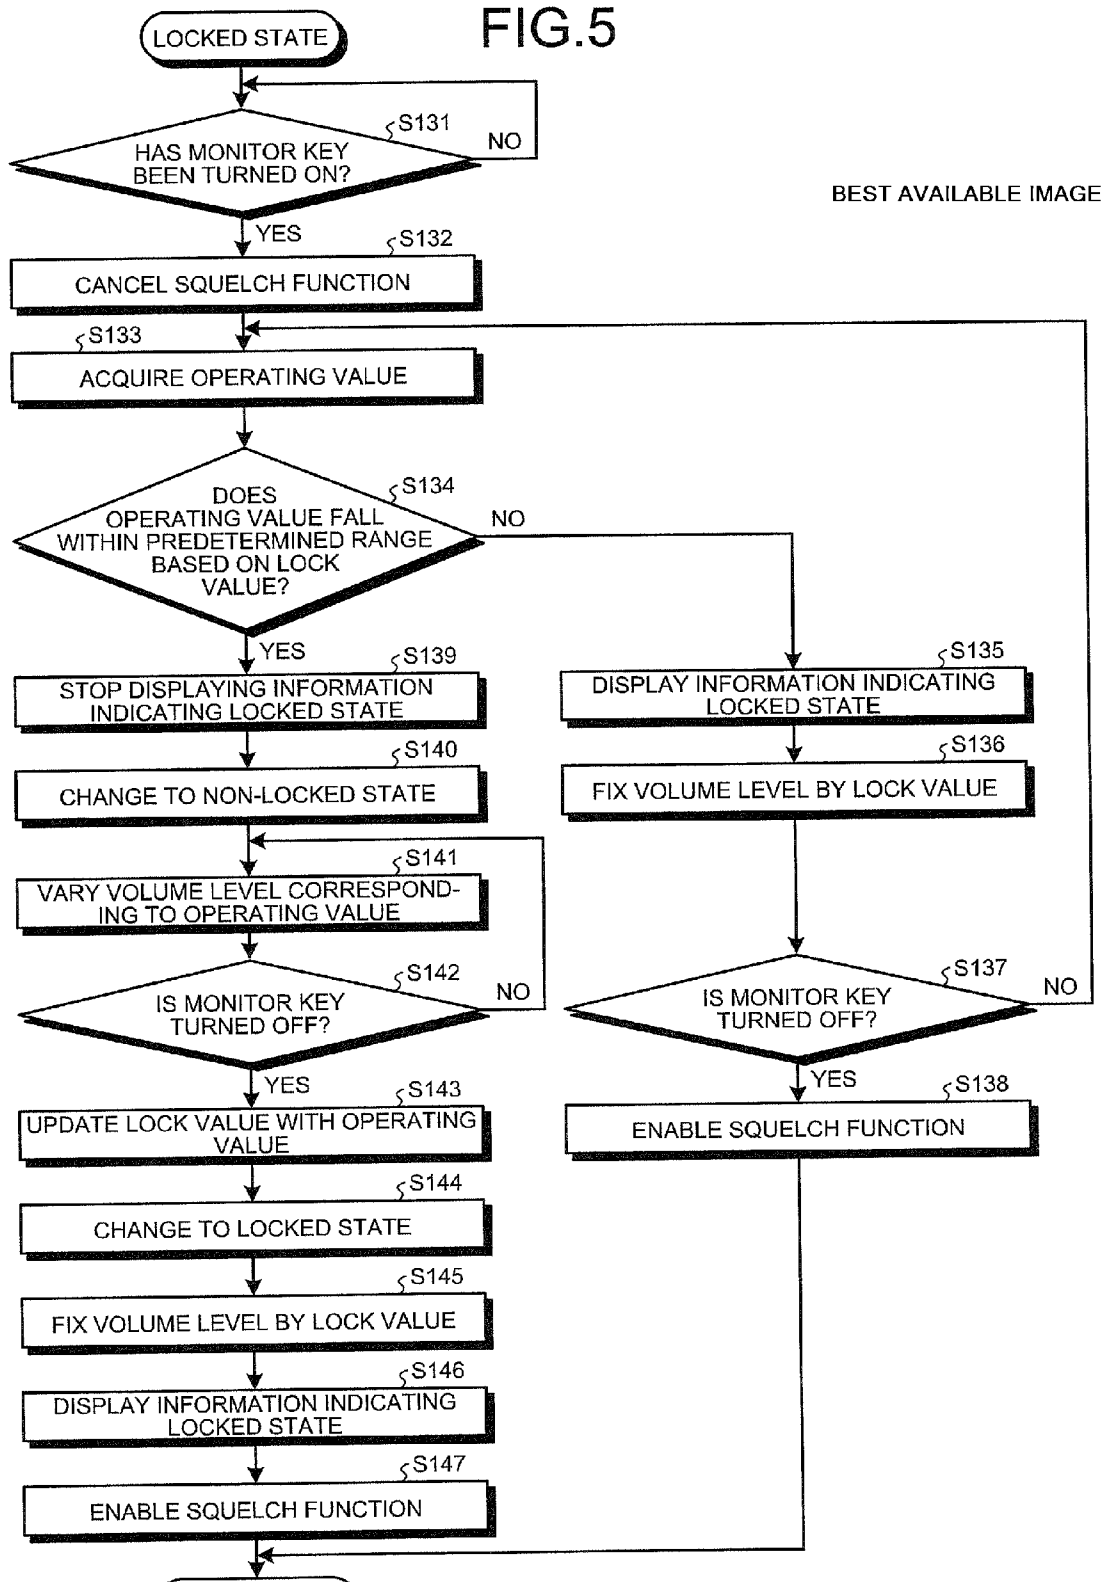 FIG.5
LOCKED STATE
S131
NO
HAS MONITOR KEY
BEEN TURNED ON?
BEST AVAILABLE IMAGE
YES
S132
CANCEL SQUELCH FUNCTION
S133
ACQUIRE OPERATING VALUE
S134
NO
DOES
OPERATING VALUE FALL
WITHIN PREDETERMINED RANGE
BASED ON LOCK
VALUE?
YES
S139
STOP DISPLAYING INFORMATION
INDICATING LOCKED STATE
S140
CHANGE TO NON-LOCKED STATE
S141
VARY VOLUME LEVEL CORRESPOND-
ING TO OPERATING VALUE
S142
NO
IS MONITOR KEY
TURNED OFF?
YES
S143
UPDATE LOCK VALUE WITH OPERATING
VALUE
S144
CHANGE TO LOCKED STATE
S145
FIX VOLUME LEVEL BY LOCK VALUE
S146
DISPLAY INFORMATION INDICATING
LOCKED STATE
S147
ENABLE SQUELCH FUNCTION
S135
DISPLAY INFORMATION INDICATING
LOCKED STATE
S136
FIX VOLUME LEVEL BY LOCK VALUE
S137
NO
IS MONITOR KEY
TURNED OFF?
YES
S138
ENABLE SQUELCH FUNCTION